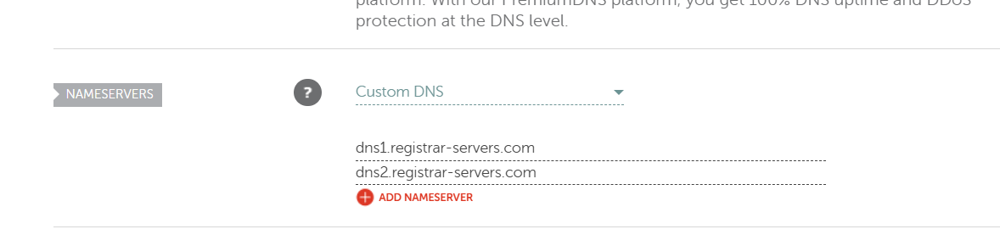 platform. With our PremiumDNS platform, you get 100% DNS uptime and DDoS
protection at the DNS level.
NAMESERVERS
?
Custom DNS
dns1.registrar-servers.com
dns2.registrar-servers.com
ADD NAMESERVER